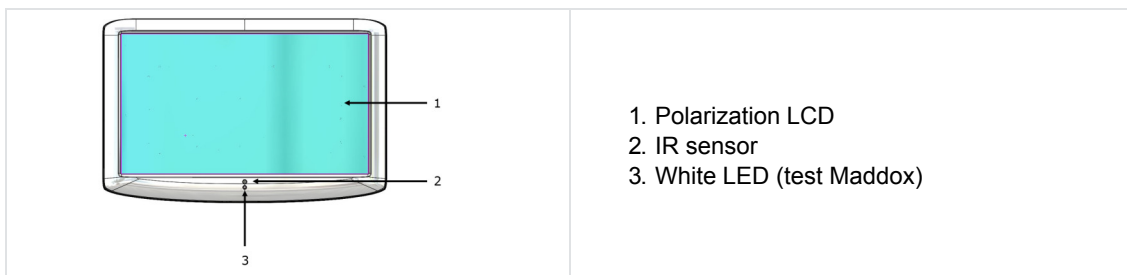 1
2
3
1. Polarization LCD
2. IR sensor
3. White LED (test Maddox)